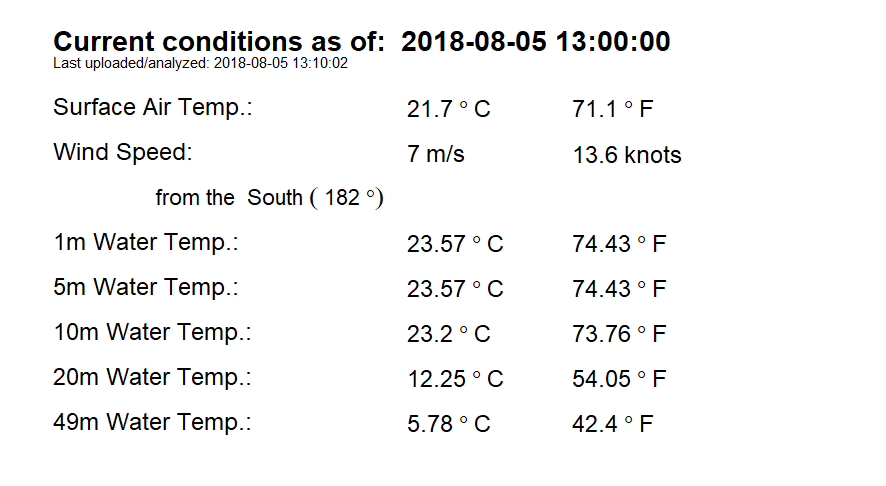 Current conditions as of:  2018-08-05 13:00:00
Last uploaded/analyzed: 2018-08-05 13:10:02
Surface Air Temp.: 21.7 ° C 71.1 ° F
Wind Speed: 7 m/s 13.6 knots
from the  South ( 182 °)
1m Water Temp.: 23.57 ° C 74.43 ° F
5m Water Temp.: 23.57 ° C 74.43 ° F
10m Water Temp.: 23.2 ° C 73.76 ° F
20m Water Temp.: 12.25 ° C 54.05 ° F
49m Water Temp.: 5.78 ° C 42.4 ° F